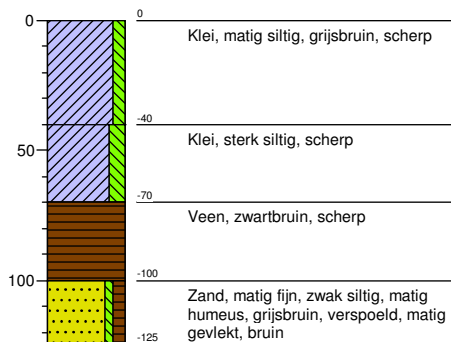 0
0
Klei, matig siltig, grijsbruin, scherp
-40
Klei, sterk siltig, scherp
50
-70
Veen, zwartbruin, scherp
-100
100
Zand, matig fijn, zwak siltig, matig
humeus, grijsbruin, verspoeld, matig
gevlekt, bruin
-125